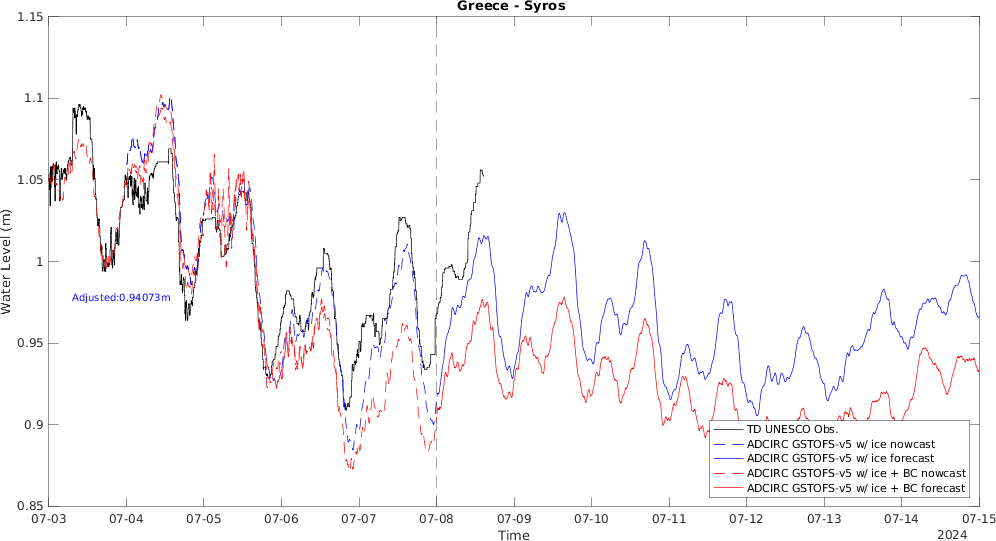 Greece - Syros
1.15
1.1
1.05
1
0.95
0.9
0.85
Water Level (m)
Adjusted:0.94073m
TD UNESCO Obs.
ADCIRC GSTOFS-v5 w/ ice nowcast
ADCIRC GSTOFS-v5 w/ ice forecast
ADCIRC GSTOFS-v5 w/ ice + BC nowcast
ADCIRC GSTOFS-v5 w/ ice + BC forecast
07-03 07-04 07-05 07-06 07-07 07-08 07-09 07-10 07-11 07-12 07-13 07-14 07-15
Time
2024